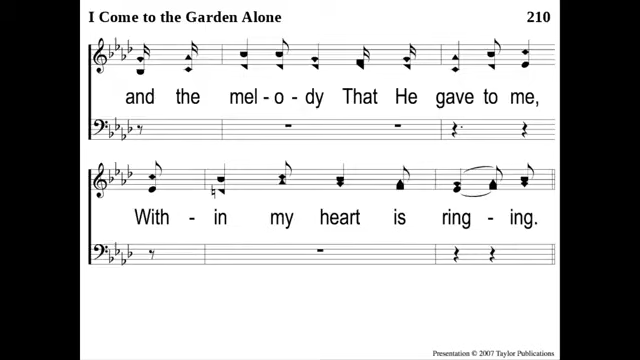 I Come to the Garden Alone 210
and the mel - o - dy That He gave to me,
With - in my heart is ring - ing.
Presentation © 2007 Taylor Publications